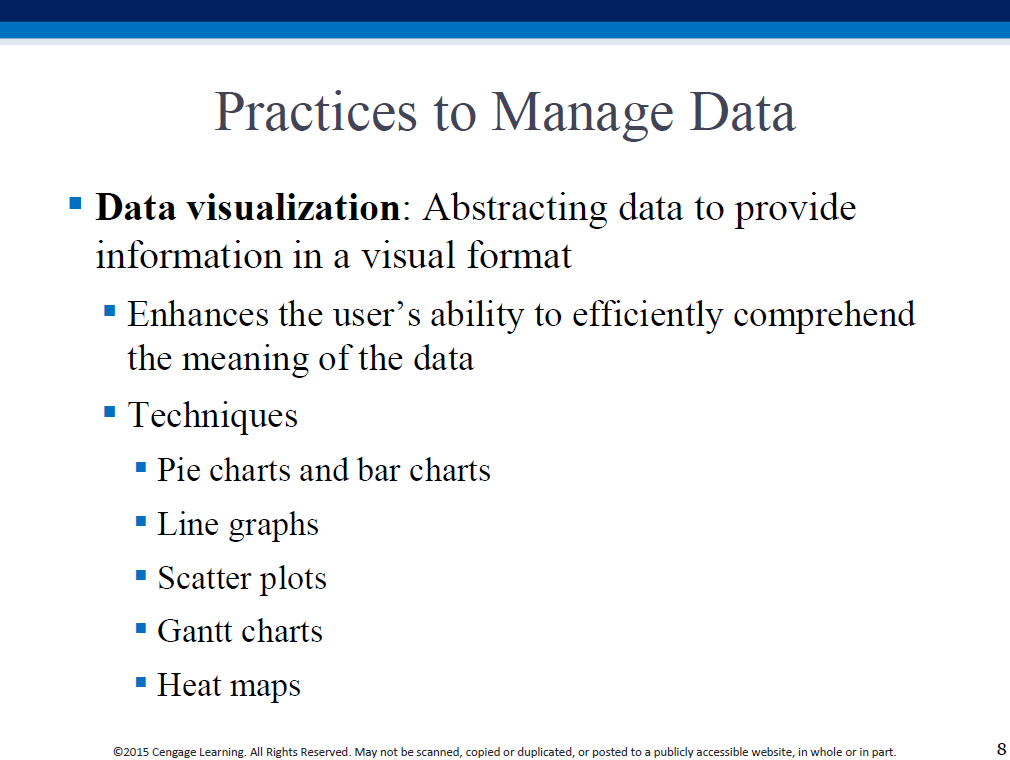 Practices to Manage Data
▪ Data visualization: Abstracting data to provide
information in a visual format
▪ Enhances the user’s ability to efficiently comprehend
the meaning of the data
▪ Techniques
▪ Pie charts and bar charts
▪ Line graphs
▪ Scatter plots
▪ Gantt charts
▪ Heat maps
©2015 Cengage Learning. All Rights Reserved. May not be scanned, copied or duplicated, or posted to a publicly accessible website, in whole or in part.
8